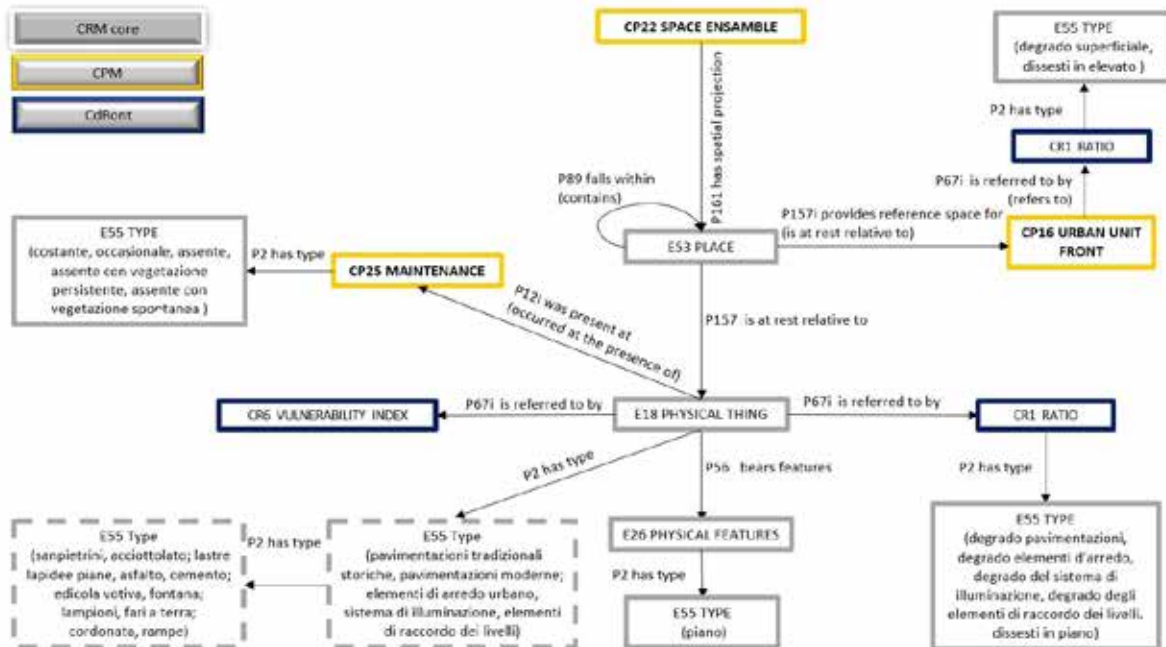 CRM core
CPM
CdRont
CP22 SPACE ENSAMBLE
P161 has spatial projection
E55 TYPE
(degrado superficiale,
dissesti in elevato )
P2 has type
CR1 RATIO
P67i is referred to by
(refers to)
P89 falls within
(contains)
E53 PLACE
P157i provides reference space for
(is at rest relative to)
CP16 URBAN UNIT
FRONT
E55 TYPE
(costante, occasionale, assente,
assente con vegetazione
persistente, assente con
vegetazione spontanea )
P2 has type
CP25 MAINTENANCE
P12i was present at
(occurred at the presence of)
P157 is at rest relative to
CR6 VULNERABILITY INDEX
P67i is referred to by
E18 PHYSICAL THING
P67i is referred to by
CR1 RATIO
P2 has type
P56 bears features
P2 has type
E55 Type
(sanpietrini, acciottolato; lastre
lapidee piane, asfalto, cemento;
edicola votiva, fontana;
lampioni, fari a terra;
cordonata, rampe)
P2 has type
E55 Type
(pavimentazioni tradizionali
storiche, pavimentazioni moderne;
elementi di arredo urbano,
sistema di illuminazione, elementi
di raccordo dei livelli)
E26 PHYSICAL FEATURES
P2 has type
E55 TYPE
(piano)
E55 TYPE
(degrado pavimentazioni,
degrado elementi d'arredo,
degrado del sistema di
illuminazione, degrado degli
elementi di raccordo dei livelli.
dissesti in piano)